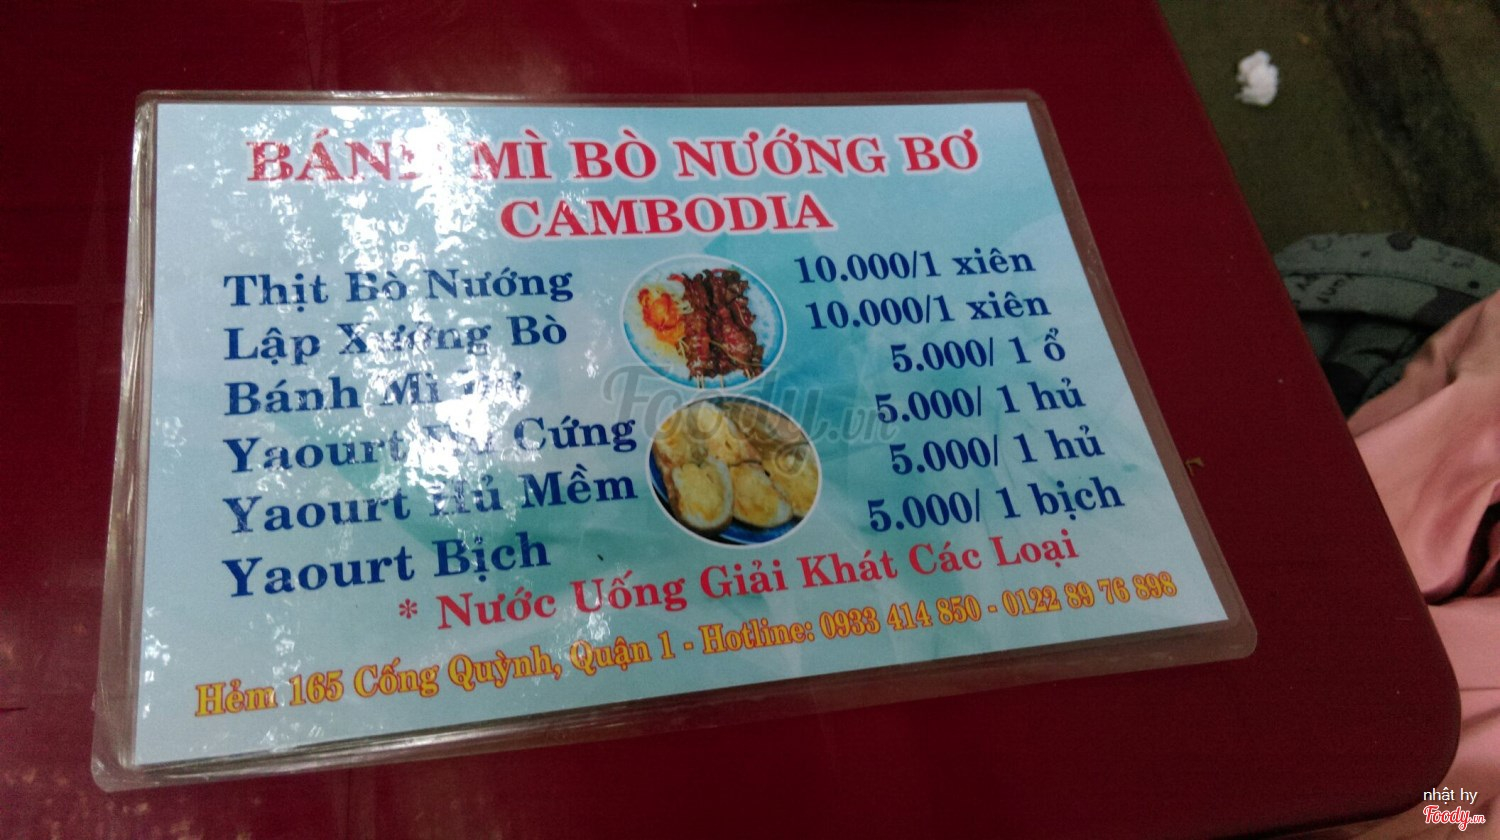 BÁNH MÌ BÒ NƯỚNG BƠ
CAMBODIA
Thịt Bò Nướng 10.000/1 xiên
Lập Xưởng Bò 10.000/1 xiên
Bánh Mì 5.000/ 1 ổ
Yaourt Hủ Cứng 5.000/ 1 hủ
Yaourt Hủ Mềm 5.000/ 1 hủ
Yaourt Bịch 5.000/ 1 bịch
* Nước Uống Giải Khát Các Loại
Hẻm 165 Cống Quỳnh, Quận 1 - Hotline: 0933 414 850 - 0122 89 76 898
Foody.vn
nhật hy
Foody.vn